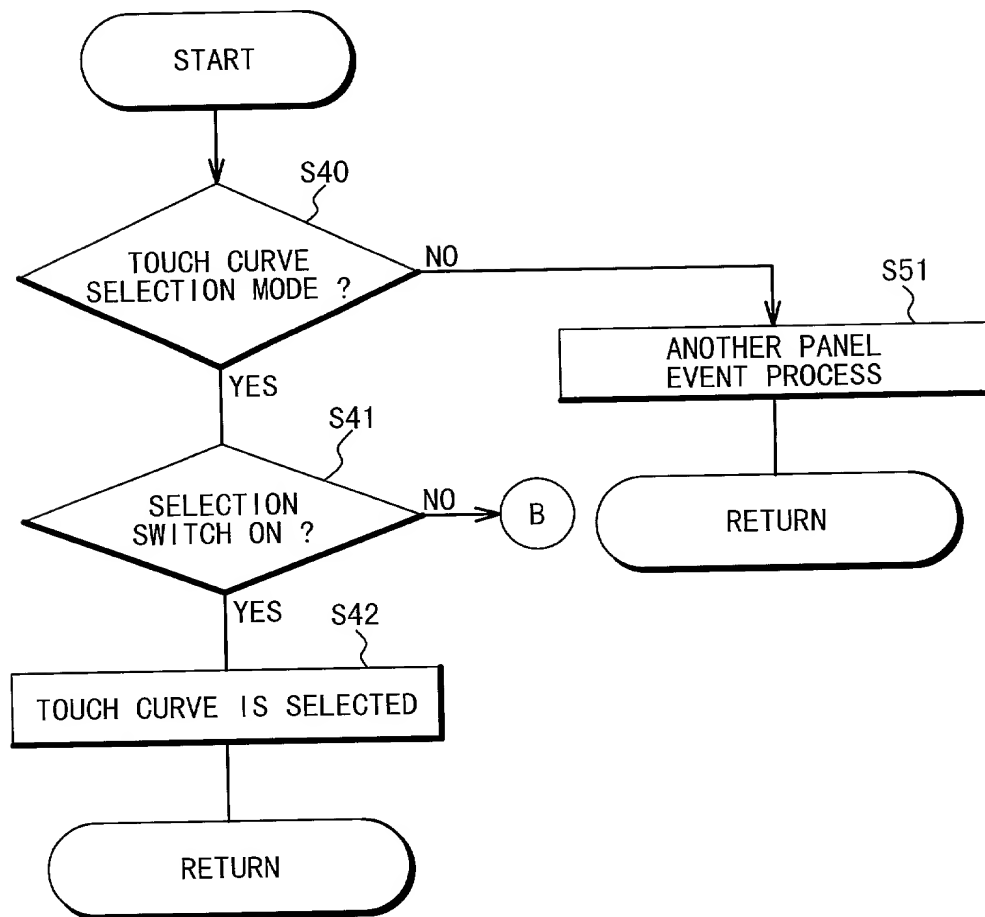 START
S40
TOUCH CURVE
SELECTION MODE ?
NO
YES
S51
ANOTHER PANEL
EVENT PROCESS
RETURN
S41
SELECTION
SWITCH ON ?
NO
B
YES
S42
TOUCH CURVE IS SELECTED
RETURN